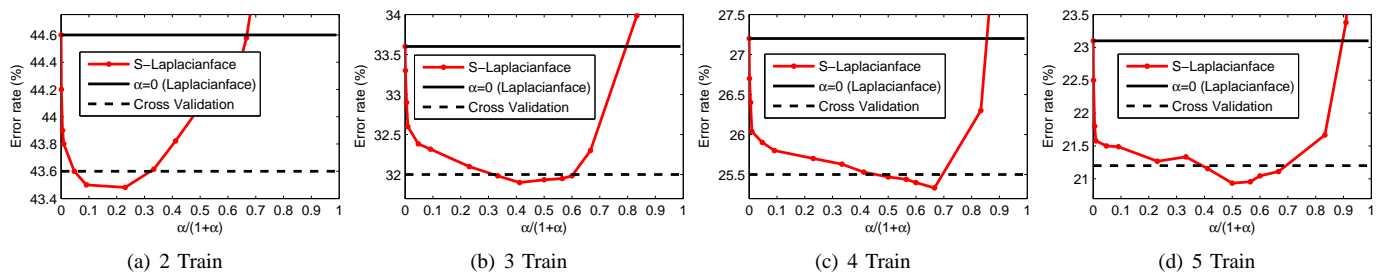 Error rate (%)
44.6
44.4
44.2
44
43.8
43.6
43.4
S-Laplacianface
α=0 (Laplacianface)
Cross Validation
0 0.1 0.2 0.3 0.4 0.5 0.6 0.7 0.8 0.9 1
α/(1+α)
(a) 2 Train
Error rate (%)
34
33.5
33
32.5
32
S-Laplacianface
α=0 (Laplacianface)
Cross Validation
0 0.1 0.2 0.3 0.4 0.5 0.6 0.7 0.8 0.9 1
α/(1+α)
(b) 3 Train
Error rate (%)
27.5
27
26.5
26
25.5
S-Laplacianface
α=0 (Laplacianface)
Cross Validation
0 0.1 0.2 0.3 0.4 0.5 0.6 0.7 0.8 0.9 1
α/(1+α)
(c) 4 Train
Error rate (%)
23.5
23
22.5
22
21.5
21
S-Laplacianface
α=0 (Laplacianface)
Cross Validation
0 0.1 0.2 0.3 0.4 0.5 0.6 0.7 0.8 0.9 1
α/(1+α)
(d) 5 Train